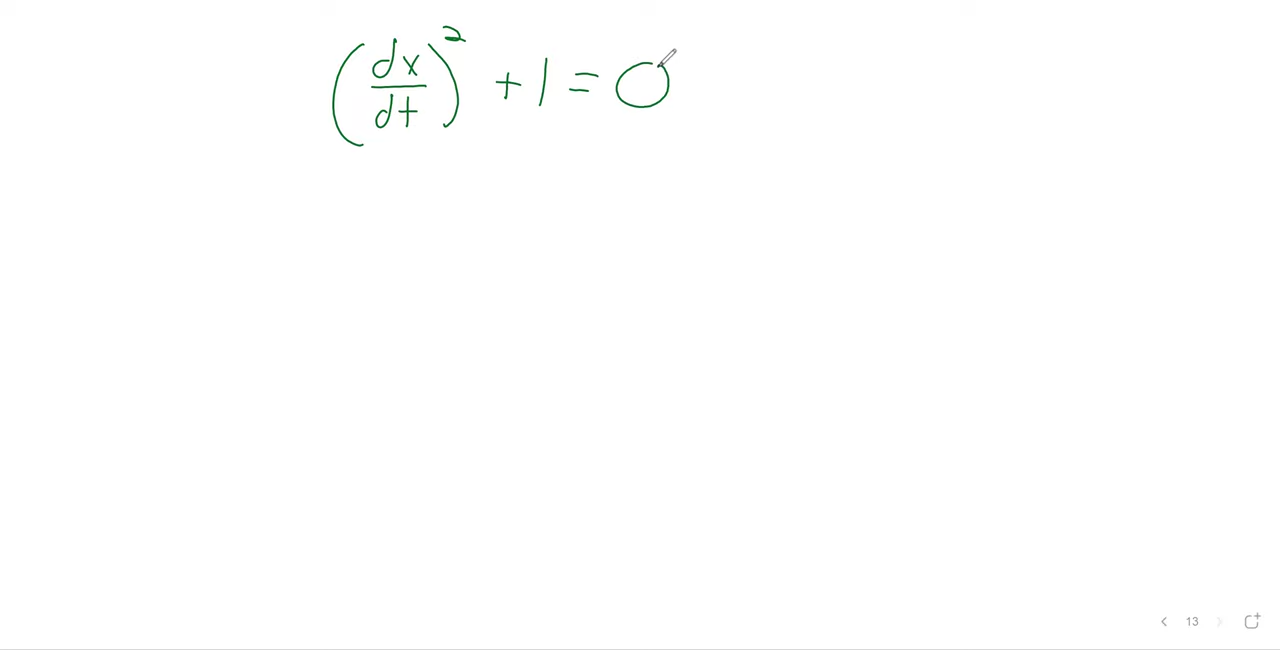 (dx/dt)² + 1 = 0
< 13 >